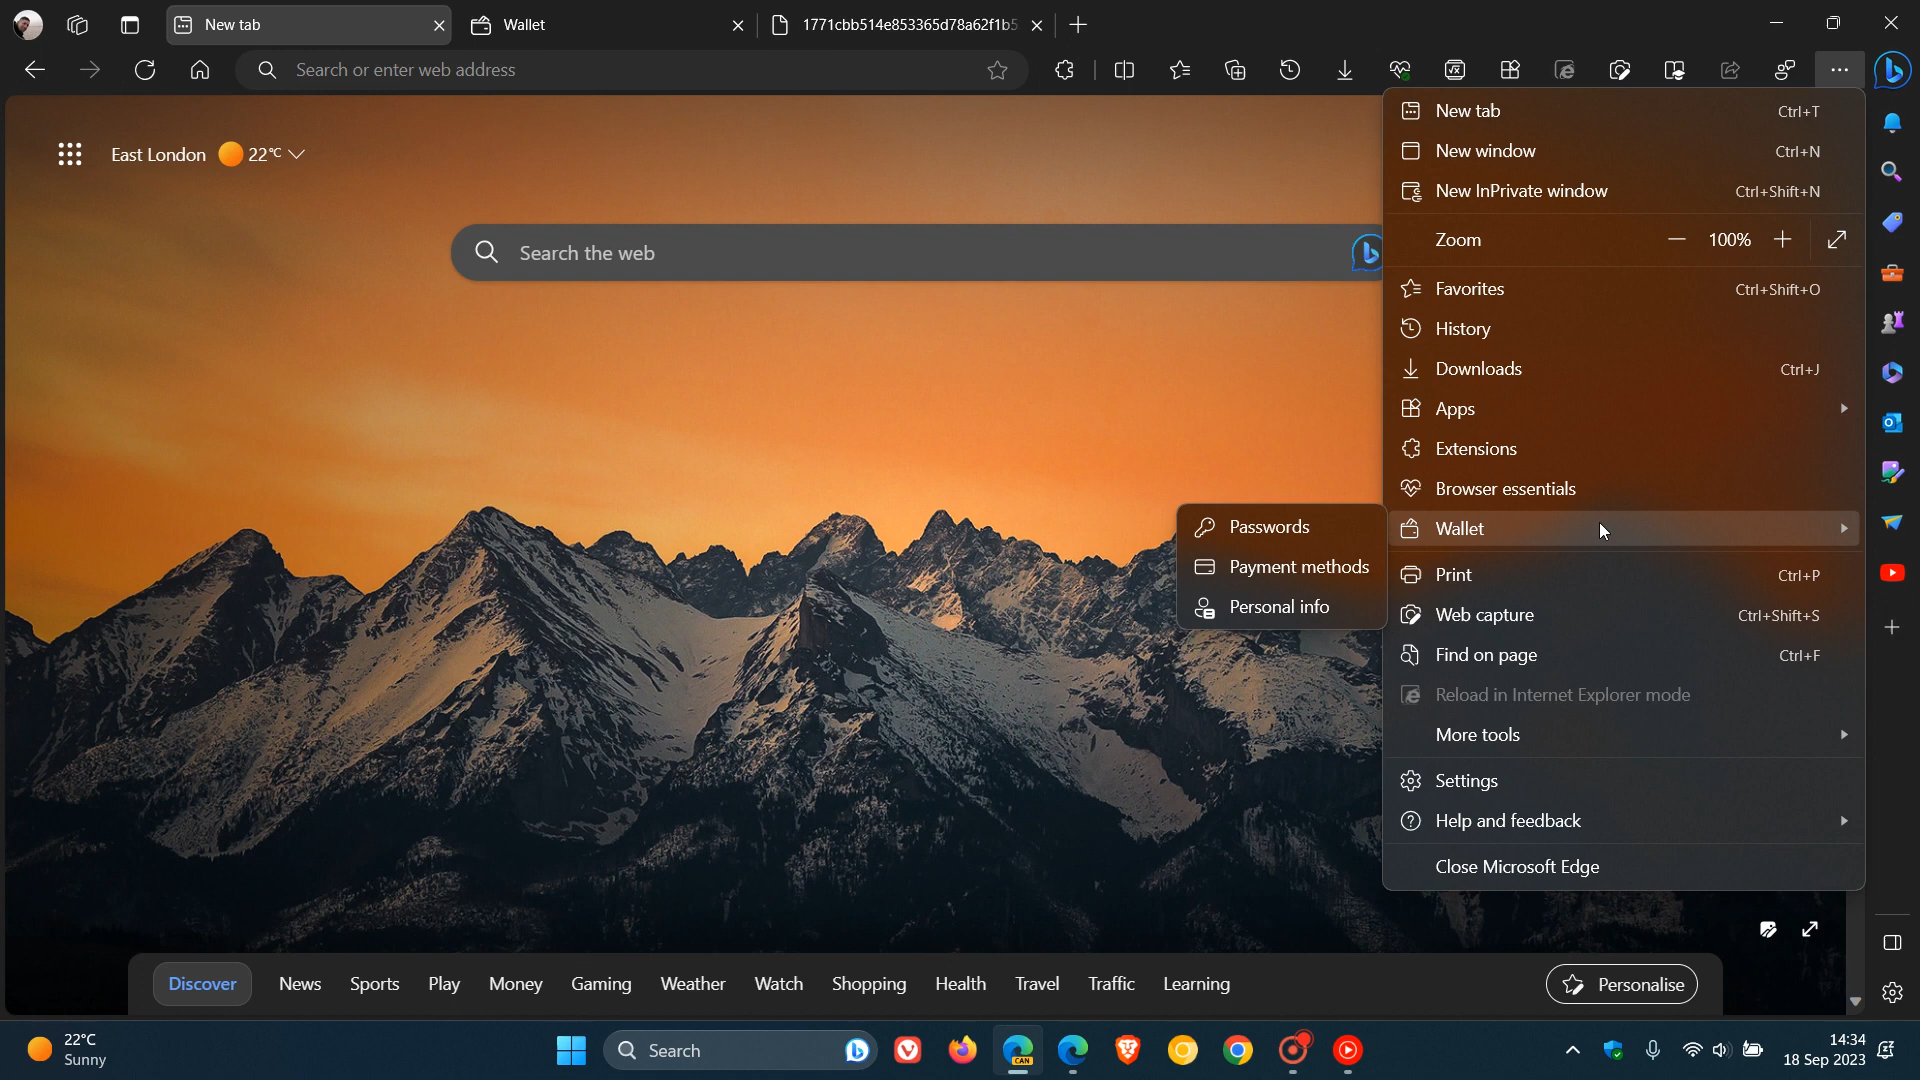 New tab
Wallet
1771cbb514e853365d78a62f1b5
Search or enter web address
East London 22°C
Search the web
New tab Ctrl+T
New window Ctrl+N
New InPrivate window Ctrl+Shift+N
Zoom 100%
Favorites Ctrl+Shift+O
History
Downloads Ctrl+J
Apps
Extensions
Browser essentials
Wallet
Passwords
Payment methods
Personal info
Print Ctrl+P
Web capture Ctrl+Shift+S
Find on page Ctrl+F
Reload in Internet Explorer mode
More tools
Settings
Help and feedback
Close Microsoft Edge
Discover News Sports Play Money Gaming Weather Watch Shopping Health Travel Traffic Learning Personalise
22°C
Sunny
Search
CAN
14:34
18 Sep 2023